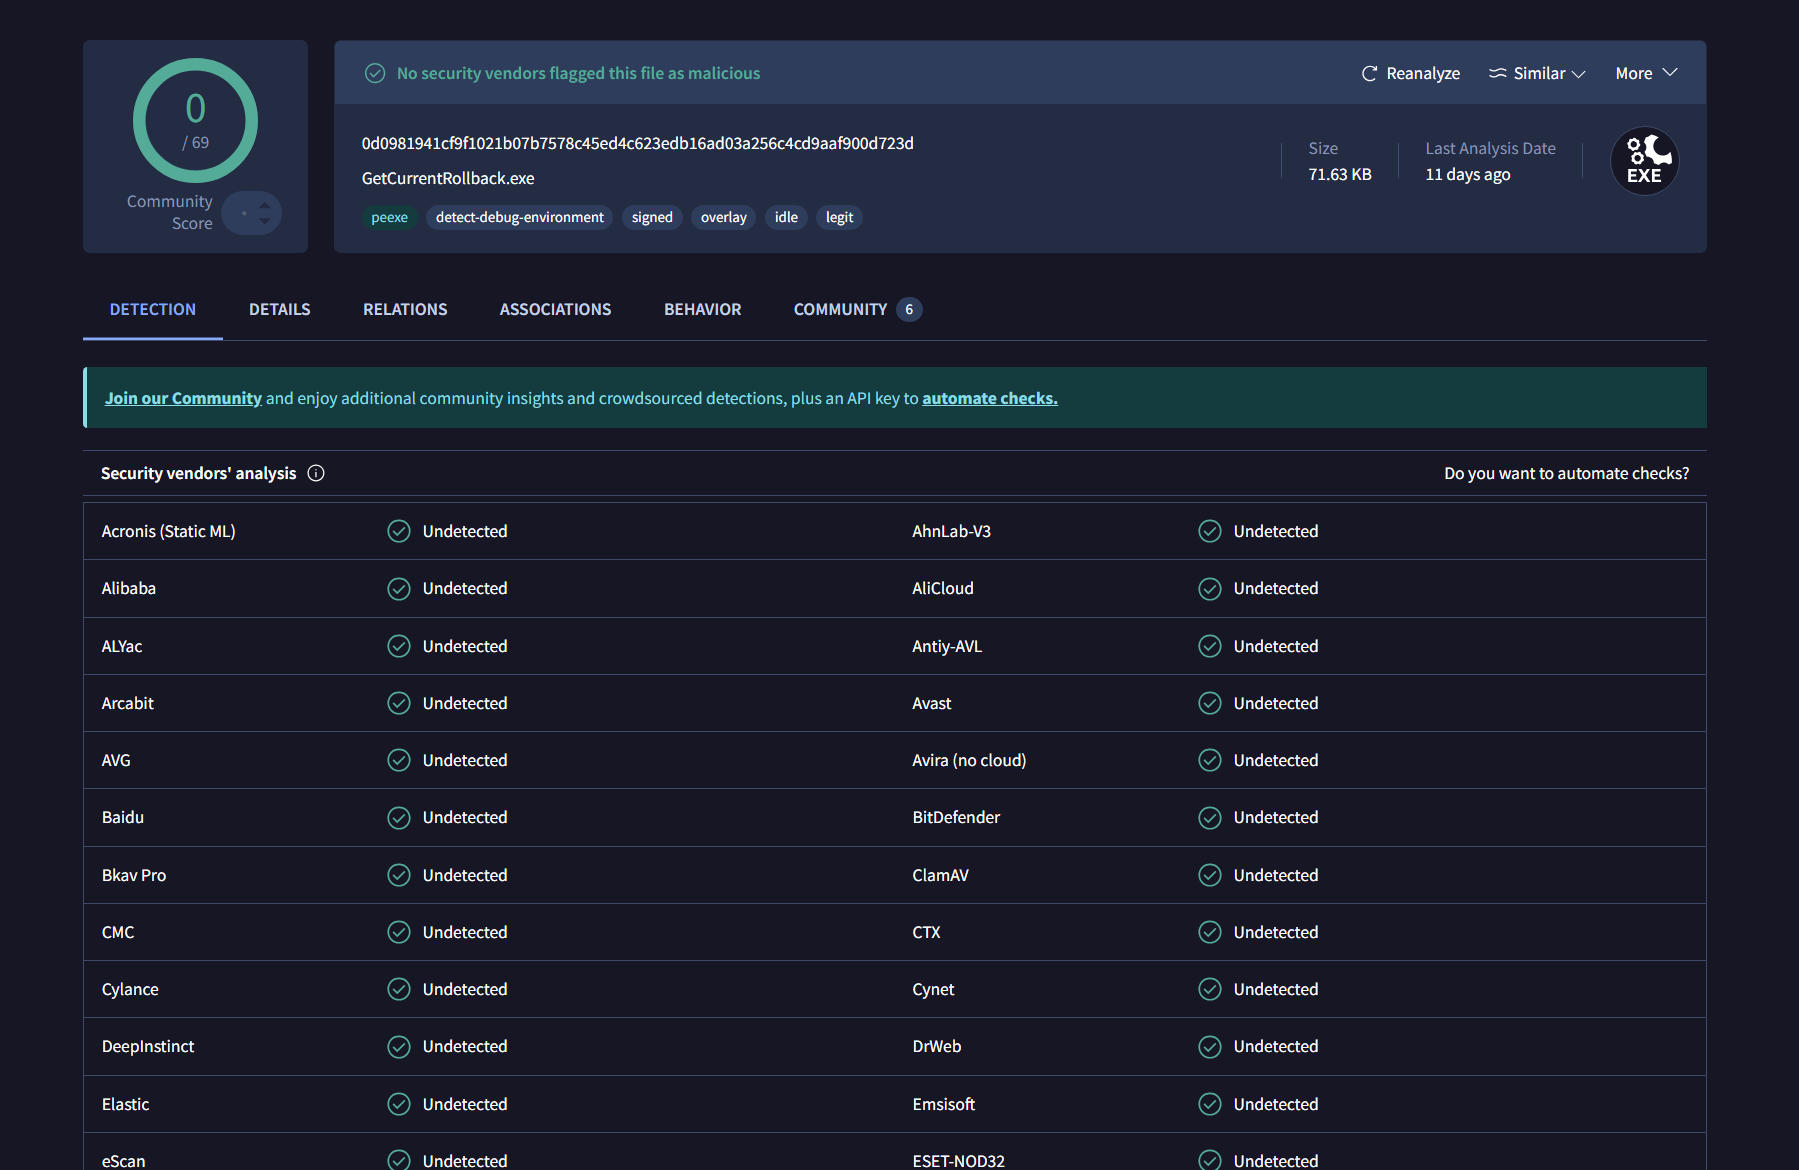 0
/ 69
Community
Score
No security vendors flagged this file as malicious
Reanalyze
Similar
More
0d0981941cf9f1021b07b7578c45ed4c623edb16ad03a256c4cd9aaf900d723d
GetCurrentRollback.exe
peexe
detect-debug-environment
signed
overlay
idle
legit
Size
71.63 KB
Last Analysis Date
11 days ago
EXE
DETECTION
DETAILS
RELATIONS
ASSOCIATIONS
BEHAVIOR
COMMUNITY
6
Join our Community and enjoy additional community insights and crowdsourced detections, plus an API key to automate checks.
Security vendors' analysis
Do you want to automate checks?
Acronis (Static ML) Undetected AhnLab-V3 Undetected
Alibaba Undetected AliCloud Undetected
ALYac Undetected Antiy-AVL Undetected
Arcabit Undetected Avast Undetected
AVG Undetected Avira (no cloud) Undetected
Baidu Undetected BitDefender Undetected
Bkav Pro Undetected ClamAV Undetected
CMC Undetected CTX Undetected
Cylance Undetected Cynet Undetected
DeepInstinct Undetected DrWeb Undetected
Elastic Undetected Emsisoft Undetected
eScan Undetected ESET-NOD32 Undetected